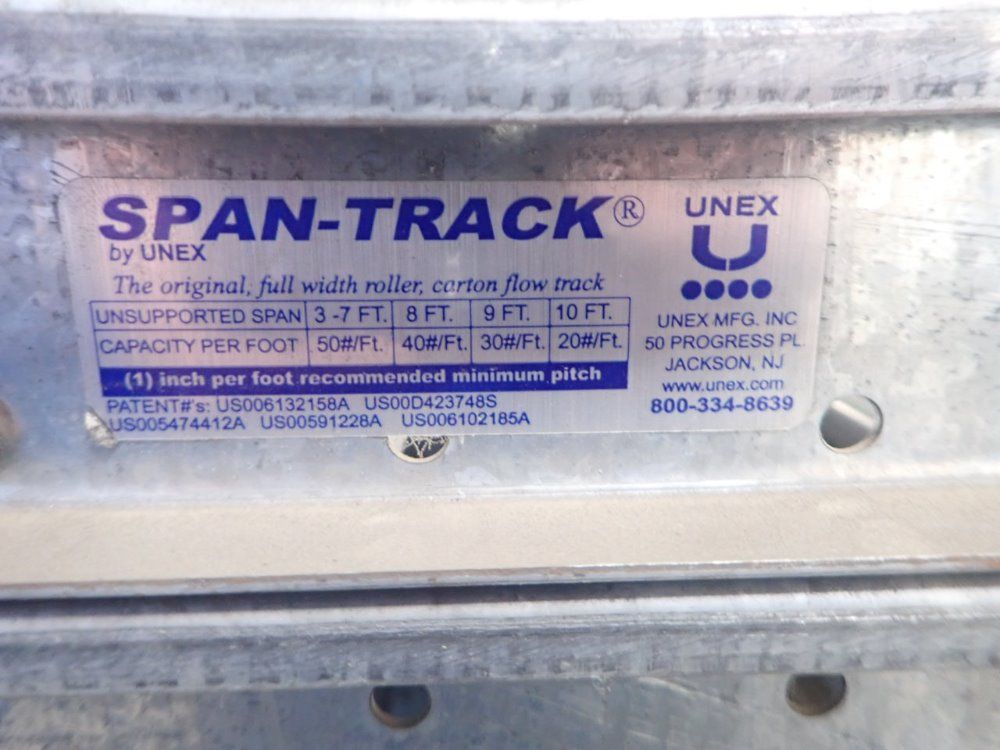 SPAN-TRACK®
by UNEX
The original, full width roller, carton flow track
UNSUPPORTED SPAN 3 -7 FT. 8 FT. 9 FT. 10 FT.
CAPACITY PER FOOT 50#/Ft. 40#/Ft. 30#/Ft. 20#/Ft.
(1) inch per foot recommended minimum pitch
PATENT#'s: US006132158A US00D423748S
US005474412A US00591228A US006102185A
UNEX
UNEX MFG. INC
50 PROGRESS PL.
JACKSON, NJ
www.unex.com
800-334-8639